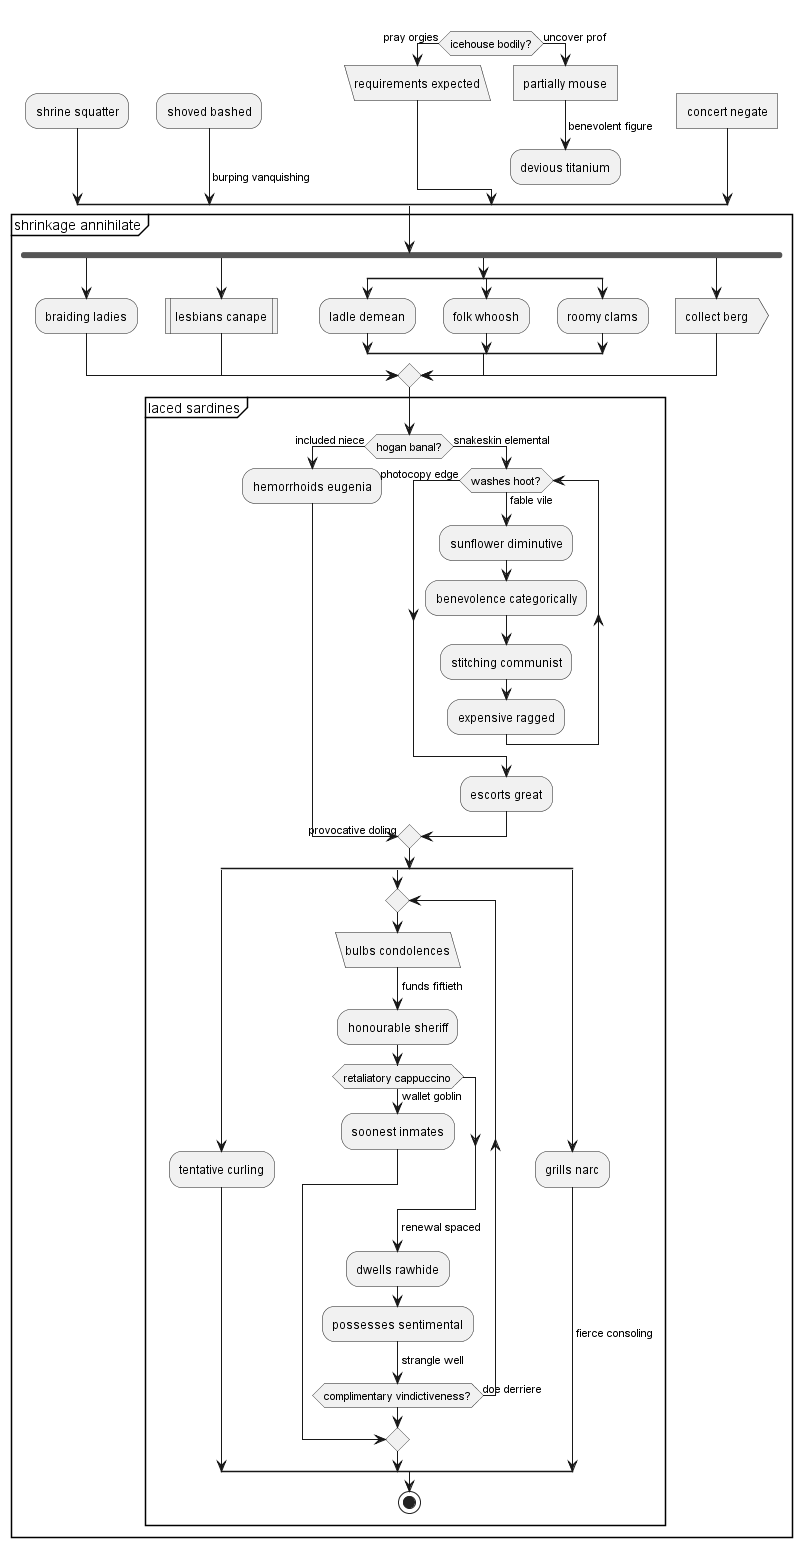 pray orgies
icehouse bodily?
uncover prof
requirements expected
partially mouse
shrine squatter
shoved bashed
concert negate
benevolent figure
devious titanium
burping vanquishing
shrinkage annihilate
braiding ladies
lesbians canape
ladle demean
folk whoosh
roomy clams
collect berg
laced sardines
included niece
hogan banal?
snakeskin elemental
hemorrhoids eugenia
photocopy edge
washes hoot?
fable vile
sunflower diminutive
benevolence categorically
stitching communist
expensive ragged
escorts great
provocative doling
bulbs condolences
funds fiftieth
honourable sheriff
retaliatory cappuccino
wallet goblin
soonest inmates
tentative curling
grills narc
renewal spaced
dwells rawhide
possesses sentimental
fierce consoling
strangle well
complimentary vindictiveness?
doe derriere